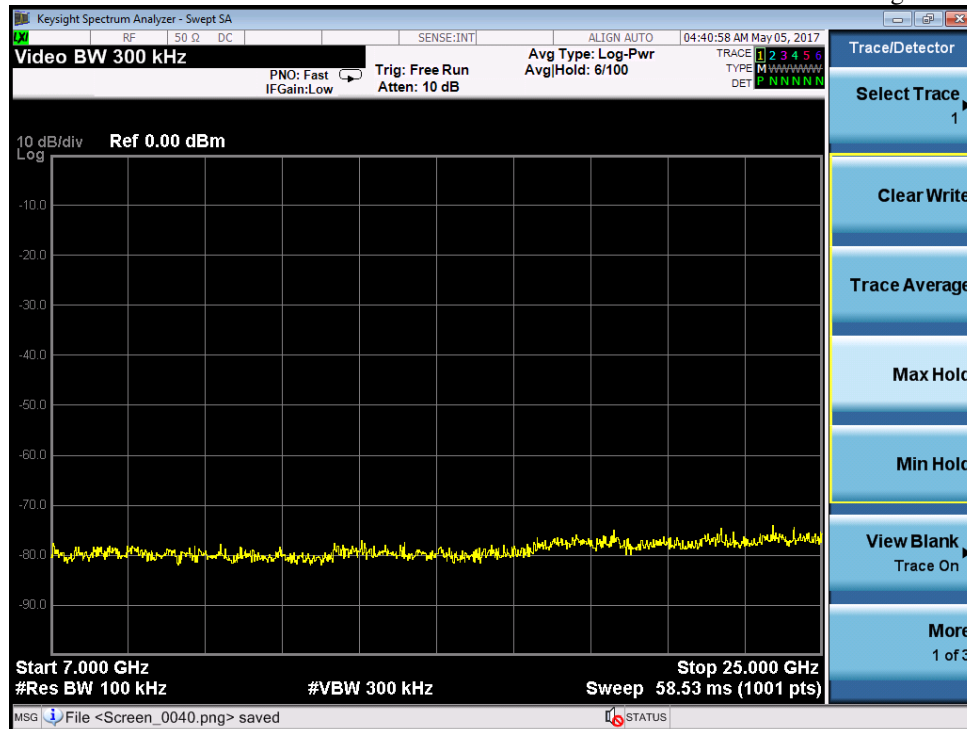 Keysight Spectrum Analyzer - Swept SA
LXI RF 50 Ω DC SENSE:INT ALIGN AUTO 04:40:58 AM May 05, 2017
Video BW 300 kHz
PNO: Fast
IFGain:Low
Trig: Free Run
Atten: 10 dB
Avg Type: Log-Pwr
Avg|Hold: 6/100
TRACE 1 2 3 4 5 6
TYPE M WWWWW
DET P N N N N N
10 dB/div
Log
Ref 0.00 dBm
-10.0
-20.0
-30.0
-40.0
-50.0
-60.0
-70.0
-80.0
-90.0
Start 7.000 GHz
Stop 25.000 GHz
#Res BW 100 kHz
#VBW 300 kHz
Sweep 58.53 ms (1001 pts)
MSG File <Screen_0040.png> saved
STATUS
Trace/Detector
Select Trace
1
Clear Write
Trace Average
Max Hold
Min Hold
View Blank
Trace On
More
1 of 3